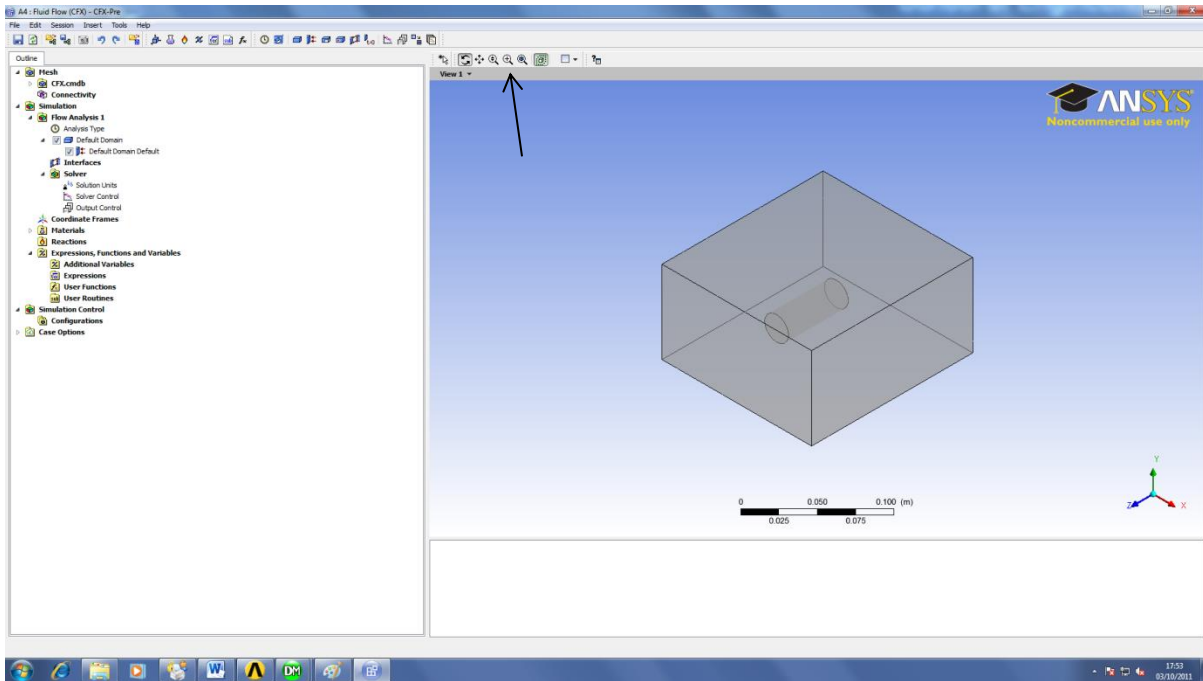 A4 : Fluid Flow (CFX) - CFX-Pre
File Edit Session Insert Tools Help
Outline
Mesh
CFX.cmdb
Connectivity
Simulation
Flow Analysis 1
Analysis Type
Default Domain
Default Domain Default
Interfaces
Solver
Solution Units
Solver Control
Output Control
Coordinate Frames
Materials
Reactions
Expressions, Functions and Variables
Additional Variables
Expressions
User Functions
User Routines
Simulation Control
Configurations
Case Options
View 1
ANSYS
Noncommercial use only
Y
Z X
0 0.050 0.100 (m)
0.025 0.075
W DM
17:53
03/10/2011